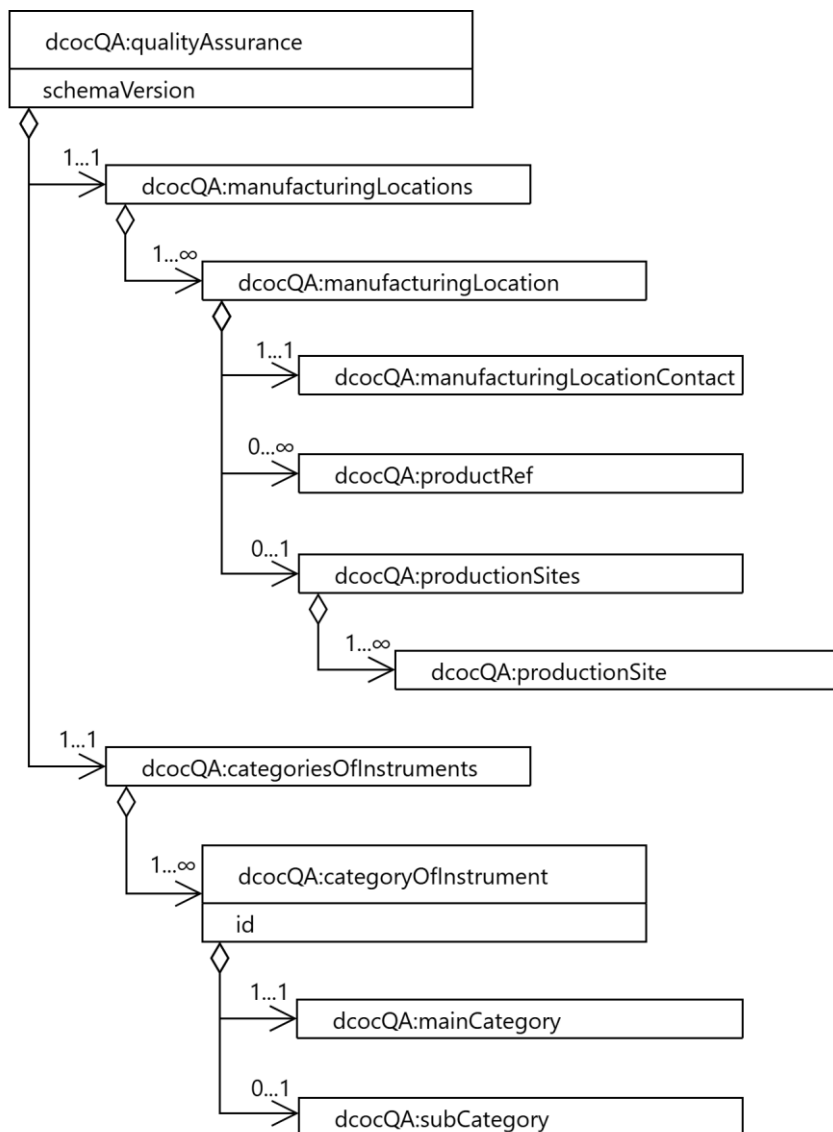 dcocQA:qualityAssurance
schemaVersion
1...1
dcocQA:manufacturingLocations
1...∞
dcocQA:manufacturingLocation
1...1
dcocQA:manufacturingLocationContact
0...∞
dcocQA:productRef
0...1
dcocQA:productionSites
1...∞
dcocQA:productionSite
1...1
dcocQA:categoriesOfInstruments
1...∞
dcocQA:categoryOfInstrument
id
1...1
dcocQA:mainCategory
0...1
dcocQA:subCategory